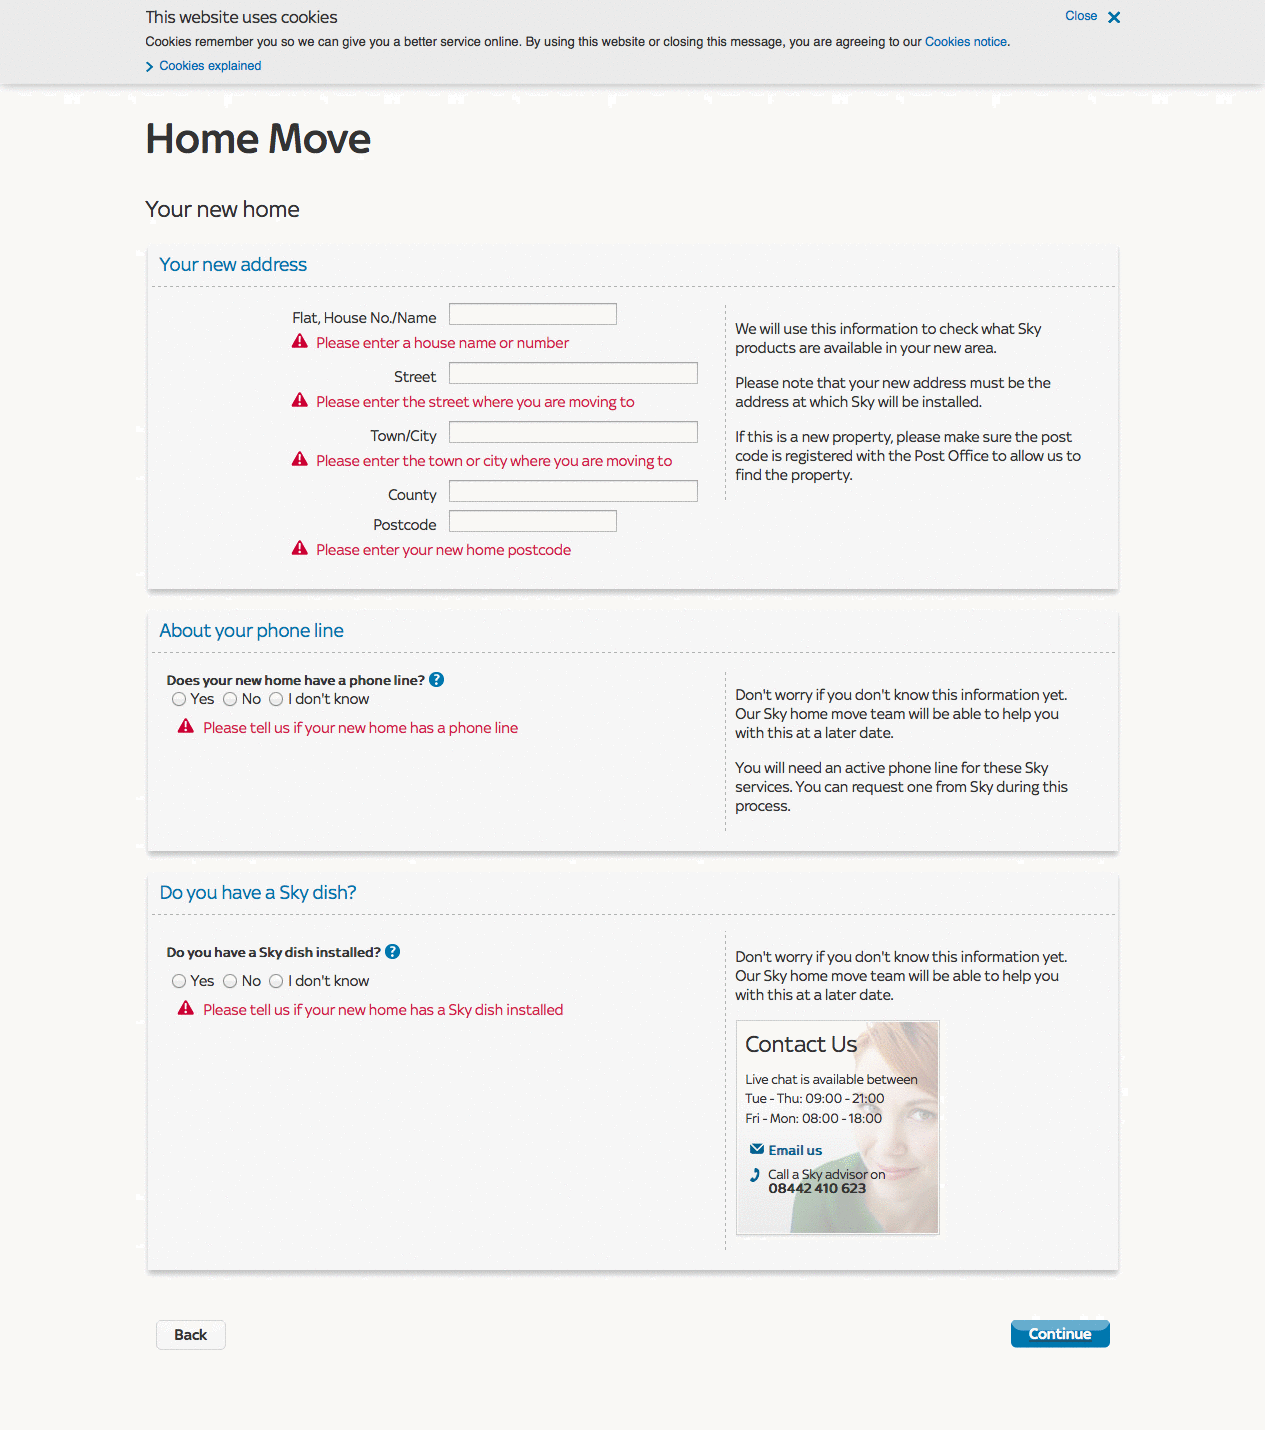 This website uses cookies
Close
Cookies remember you so we can give you a better service online. By using this website or closing this message, you are agreeing to our Cookies notice.
Cookies explained
Home Move
Your new home
Your new address
Flat, House No./Name
Please enter a house name or number
Street
Please enter the street where you are moving to
Town/City
Please enter the town or city where you are moving to
County
Postcode
Please enter your new home postcode
We will use this information to check what Sky
products are available in your new area.
Please note that your new address must be the
address at which Sky will be installed.
If this is a new property, please make sure the post
code is registered with the Post Office to allow us to
find the property.
About your phone line
Does your new home have a phone line? ?
Yes No I don't know
Please tell us if your new home has a phone line
Don't worry if you don't know this information yet.
Our Sky home move team will be able to help you
with this at a later date.
You will need an active phone line for these Sky
services. You can request one from Sky during this
process.
Do you have a Sky dish?
Do you have a Sky dish installed? ?
Yes No I don't know
Please tell us if your new home has a Sky dish installed
Don't worry if you don't know this information yet.
Our Sky home move team will be able to help you
with this at a later date.
Contact Us
Live chat is available between
Tue - Thu: 09:00 - 21:00
Fri - Mon: 08:00 - 18:00
Email us
Call a Sky advisor on
08442 410 623
Back
Continue